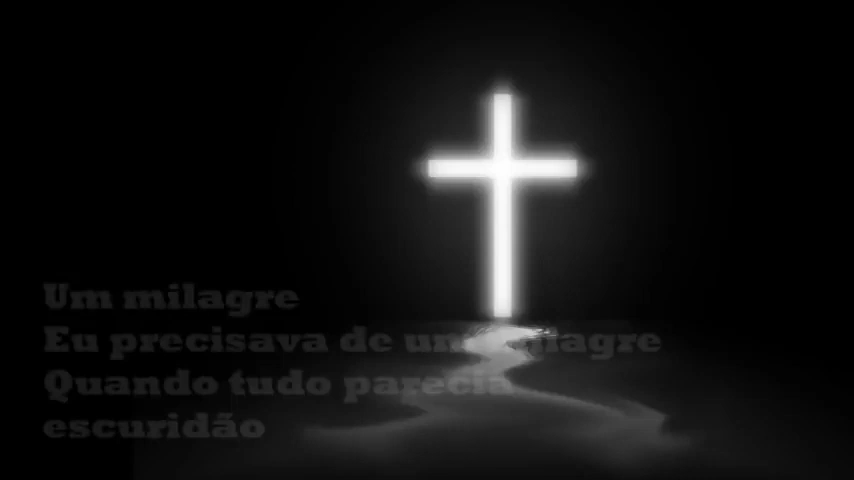 Um milagre
Eu precisava de um milagre
Quando tudo parecia
escuridão